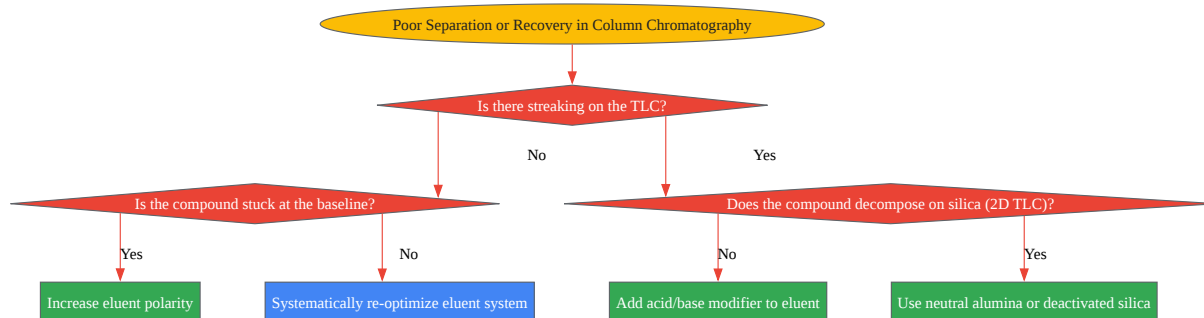 Poor Separation or Recovery in Column Chromatography
Is there streaking on the TLC?
No
Yes
Is the compound stuck at the baseline?
Does the compound decompose on silica (2D TLC)?
Yes
No
No
Yes
Increase eluent polarity
Systematically re-optimize eluent system
Add acid/base modifier to eluent
Use neutral alumina or deactivated silica